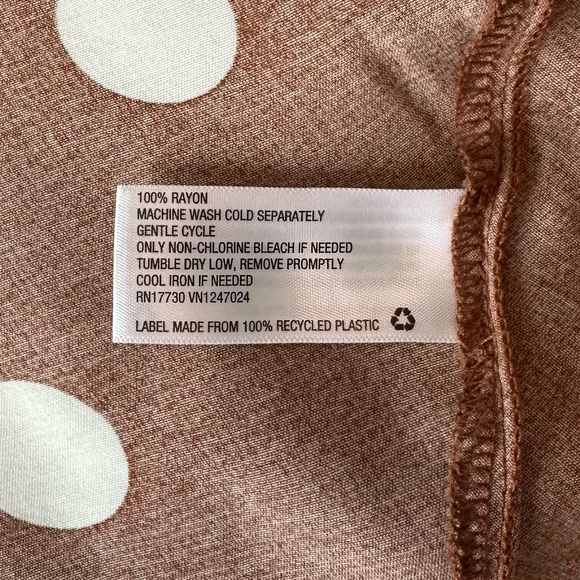 100% RAYON
MACHINE WASH COLD SEPARATELY
GENTLE CYCLE
ONLY NON-CHLORINE BLEACH IF NEEDED
TUMBLE DRY LOW, REMOVE PROMPTLY
COOL IRON IF NEEDED
RN17730 VN1247024
LABEL MADE FROM 100% RECYCLED PLASTIC